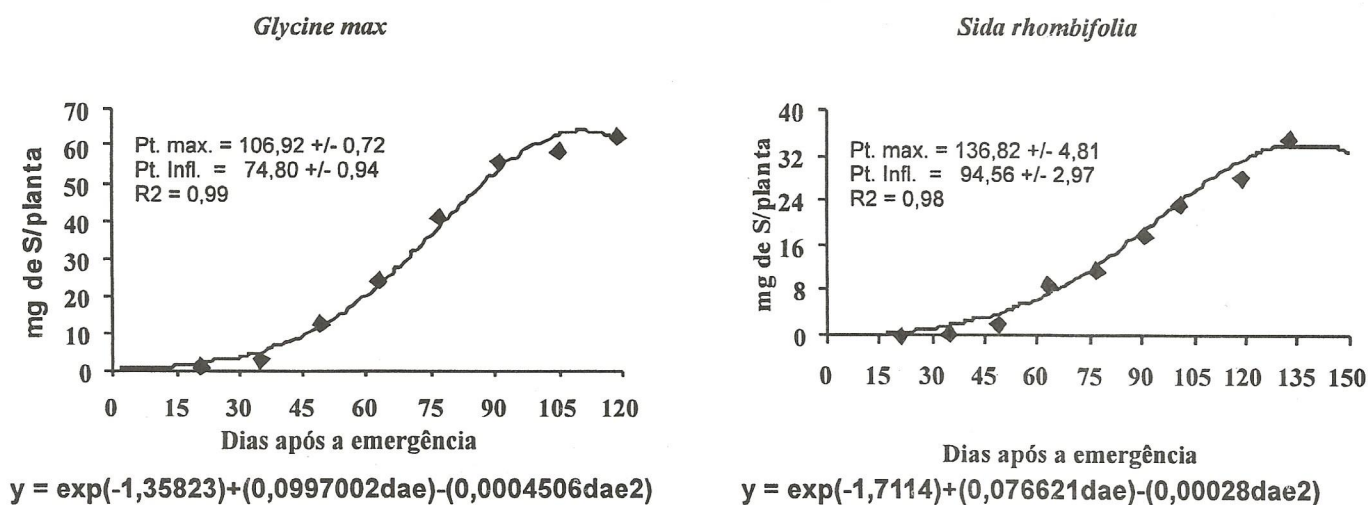 Glycine max
70
60
50
40
30
20
10
0
mg de S/planta
Pt. max. = 106,92 +/- 0,72
Pt. Infl. = 74,80 +/- 0,94
R2 = 0,99
0 15 30 45 60 75 90 105 120
Dias após a emergência
y = exp(-1,35823)+(0,0997002dae)-(0,0004506dae2)
Sida rhombifolia
40
32
24
16
8
0
mg de S/planta
Pt. max. = 136,82 +/- 4,81
Pt. Infl. = 94,56 +/- 2,97
R2 = 0,98
0 15 30 45 60 75 90 105 120 135 150
Dias após a emergência
y = exp(-1,7114)+(0,076621dae)-(0,00028dae2)